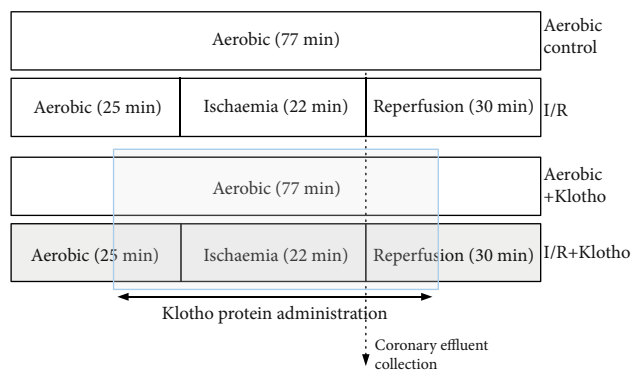 Aerobic (77 min)
Aerobic
control
Aerobic (25 min)
Ischaemia (22 min)
Reperfusion (30 min)
I/R
Aerobic (77 min)
Aerobic
+Klotho
Aerobic (25 min)
Ischaemia (22 min)
Reperfusion (30 min)
I/R+Klotho
Klotho protein administration
Coronary effluent
collection